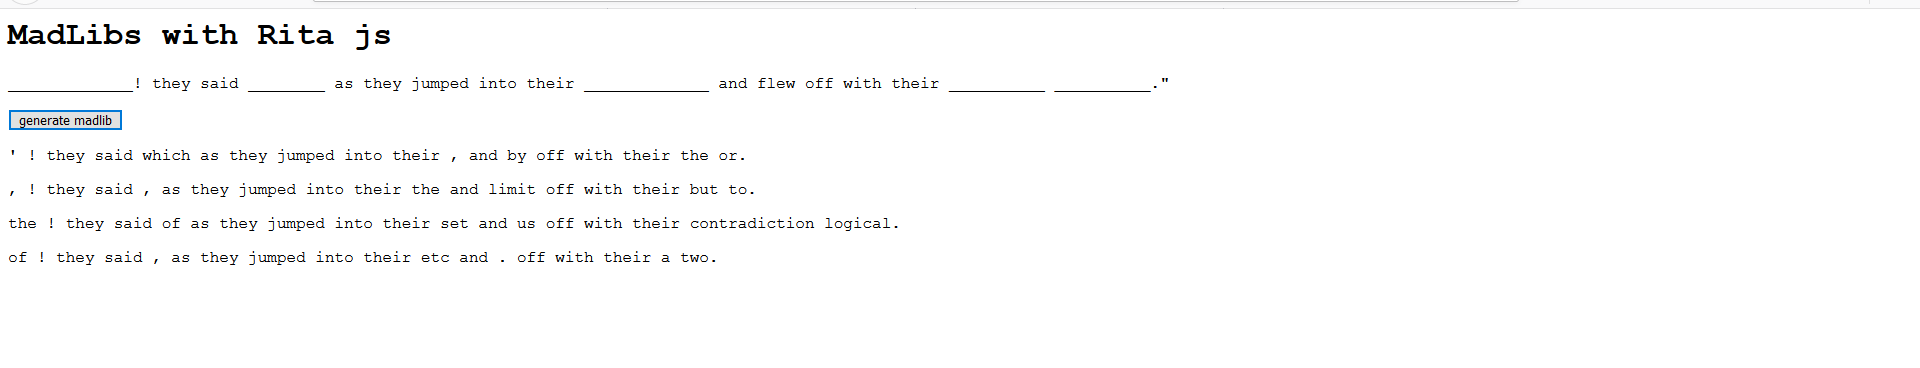 MadLibs with Rita js
_____________! they said ________ as they jumped into their _____________ and flew off with their __________ __________."
generate madlib
' ! they said which as they jumped into their , and by off with their the or.
, ! they said , as they jumped into their the and limit off with their but to.
the ! they said of as they jumped into their set and us off with their contradiction logical.
of ! they said , as they jumped into their etc and . off with their a two.